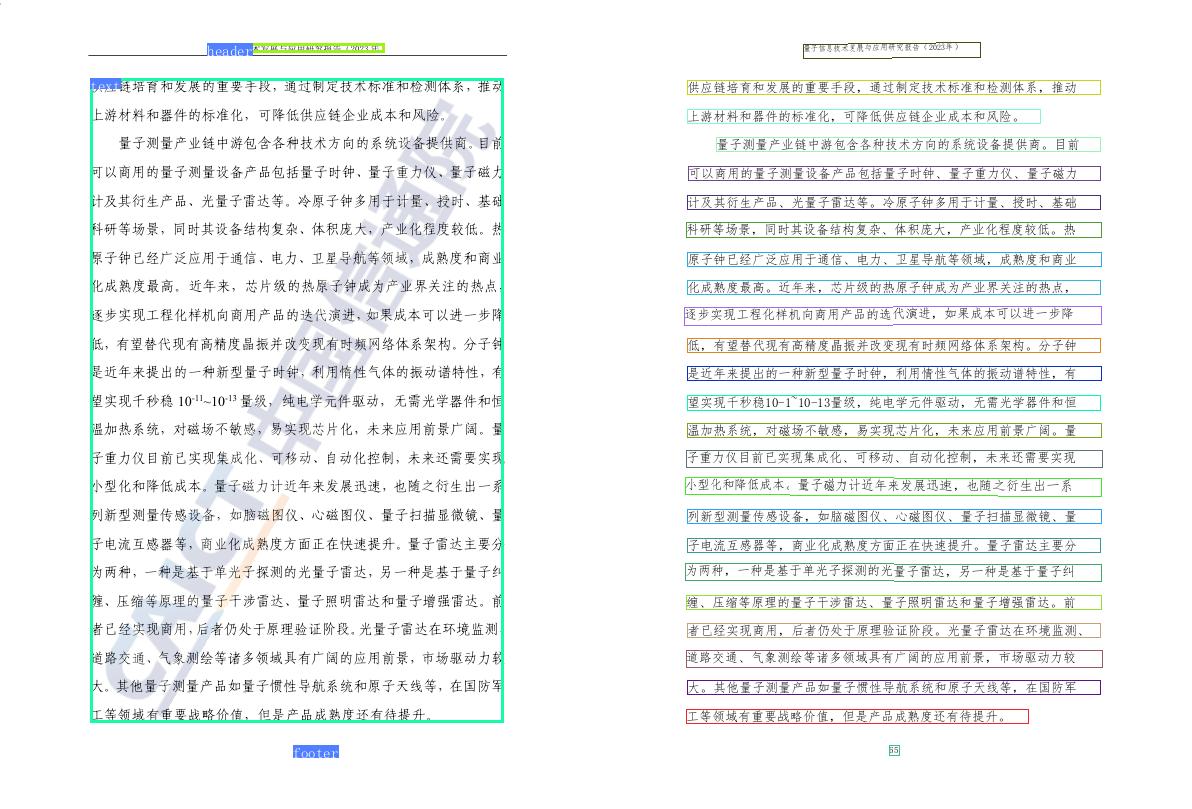 header
text
链培育和发展的重要手段，通过制定技术标准和检测体系，推动
上游材料和器件的标准化，可降低供应链企业成本和风险。
量子测量产业链中游包含各种技术方向的系统设备提供商。目前
可以商用的量子测量设备产品包括量子时钟、量子重力仪、量子磁力
计及其衍生产品、光量子雷达等。冷原子钟多用于计量、授时、基础
科研等场景，同时其设备结构复杂、体积庞大，产业化程度较低。热
原子钟已经广泛应用于通信、电力、卫星导航等领域，成熟度和商业
化成熟度最高。近年来，芯片级的热原子钟成为产业界关注的热点，
逐步实现工程化样机向商用产品的迭代演进，如果成本可以进一步降
低，有望替代现有高精度晶振并改变现有时频网络体系架构。分子钟
是近年来提出的一种新型量子时钟，利用惰性气体的振动谱特性，有
望实现千秒稳 10-11~10-13 量级，纯电学元件驱动，无需光学器件和恒
温加热系统，对磁场不敏感，易实现芯片化，未来应用前景广阔。量
子重力仪目前已实现集成化、可移动、自动化控制，未来还需要实现
小型化和降低成本。量子磁力计近年来发展迅速，也随之衍生出一系
列新型测量传感设备，如脑磁图仪、心磁图仪、量子扫描显微镜、量
子电流互感器等，商业化成熟度方面正在快速提升。量子雷达主要分
为两种，一种是基于单光子探测的光量子雷达，另一种是基于量子纠
缠、压缩等原理的量子干涉雷达、量子照明雷达和量子增强雷达。前
者已经实现商用，后者仍处于原理验证阶段。光量子雷达在环境监测、
道路交通、气象测绘等诸多领域具有广阔的应用前景，市场驱动力较
大。其他量子测量产品如量子惯性导航系统和原子天线等，在国防军
工等领域有重要战略价值，但是产品成熟度还有待提升。
CAICT 中国信通院
footer
量子信息技术发展与应用研究报告（2023年）
供应链培育和发展的重要手段，通过制定技术标准和检测体系，推动
上游材料和器件的标准化，可降低供应链企业成本和风险。
量子测量产业链中游包含各种技术方向的系统设备提供商。目前
可以商用的量子测量设备产品包括量子时钟、量子重力仪、量子磁力
计及其衍生产品、光量子雷达等。冷原子钟多用于计量、授时、基础
科研等场景，同时其设备结构复杂、体积庞大，产业化程度较低。热
原子钟已经广泛应用于通信、电力、卫星导航等领域，成熟度和商业
化成熟度最高。近年来，芯片级的热原子钟成为产业界关注的热点，
逐步实现工程化样机向商用产品的迭代演进，如果成本可以进一步降
低，有望替代现有高精度晶振并改变现有时频网络体系架构。分子钟
是近年来提出的一种新型量子时钟，利用惰性气体的振动谱特性，有
望实现千秒稳10-1~10-13量级，纯电学元件驱动，无需光学器件和恒
温加热系统，对磁场不敏感，易实现芯片化，未来应用前景广阔。量
子重力仪目前已实现集成化、可移动、自动化控制，未来还需要实现
小型化和降低成本。量子磁力计近年来发展迅速，也随之衍生出一系
列新型测量传感设备，如脑磁图仪、心磁图仪、量子扫描显微镜、量
子电流互感器等，商业化成熟度方面正在快速提升。量子雷达主要分
为两种，一种是基于单光子探测的光量子雷达，另一种是基于量子纠
缠、压缩等原理的量子干涉雷达、量子照明雷达和量子增强雷达。前
者已经实现商用，后者仍处于原理验证阶段。光量子雷达在环境监测、
道路交通、气象测绘等诸多领域具有广阔的应用前景，市场驱动力较
大。其他量子测量产品如量子惯性导航系统和原子天线等，在国防军
工等领域有重要战略价值，但是产品成熟度还有待提升。
55